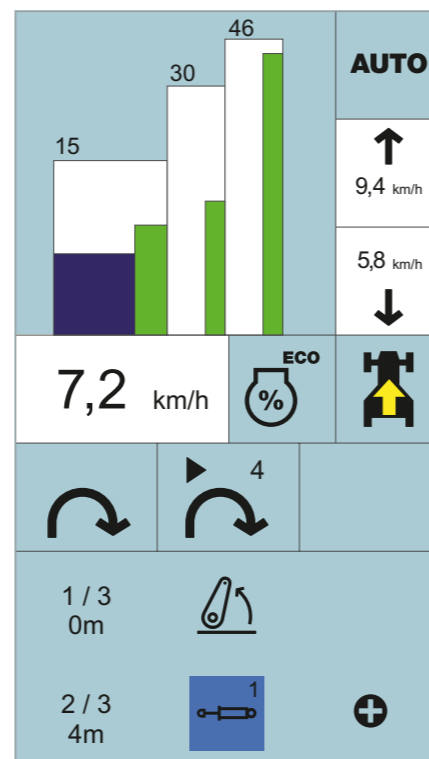 46
30
15
AUTO
9,4 km/h
5,8 km/h
7,2 km/h
ECO
%
4
1 / 3
0m
1
2 / 3
4m